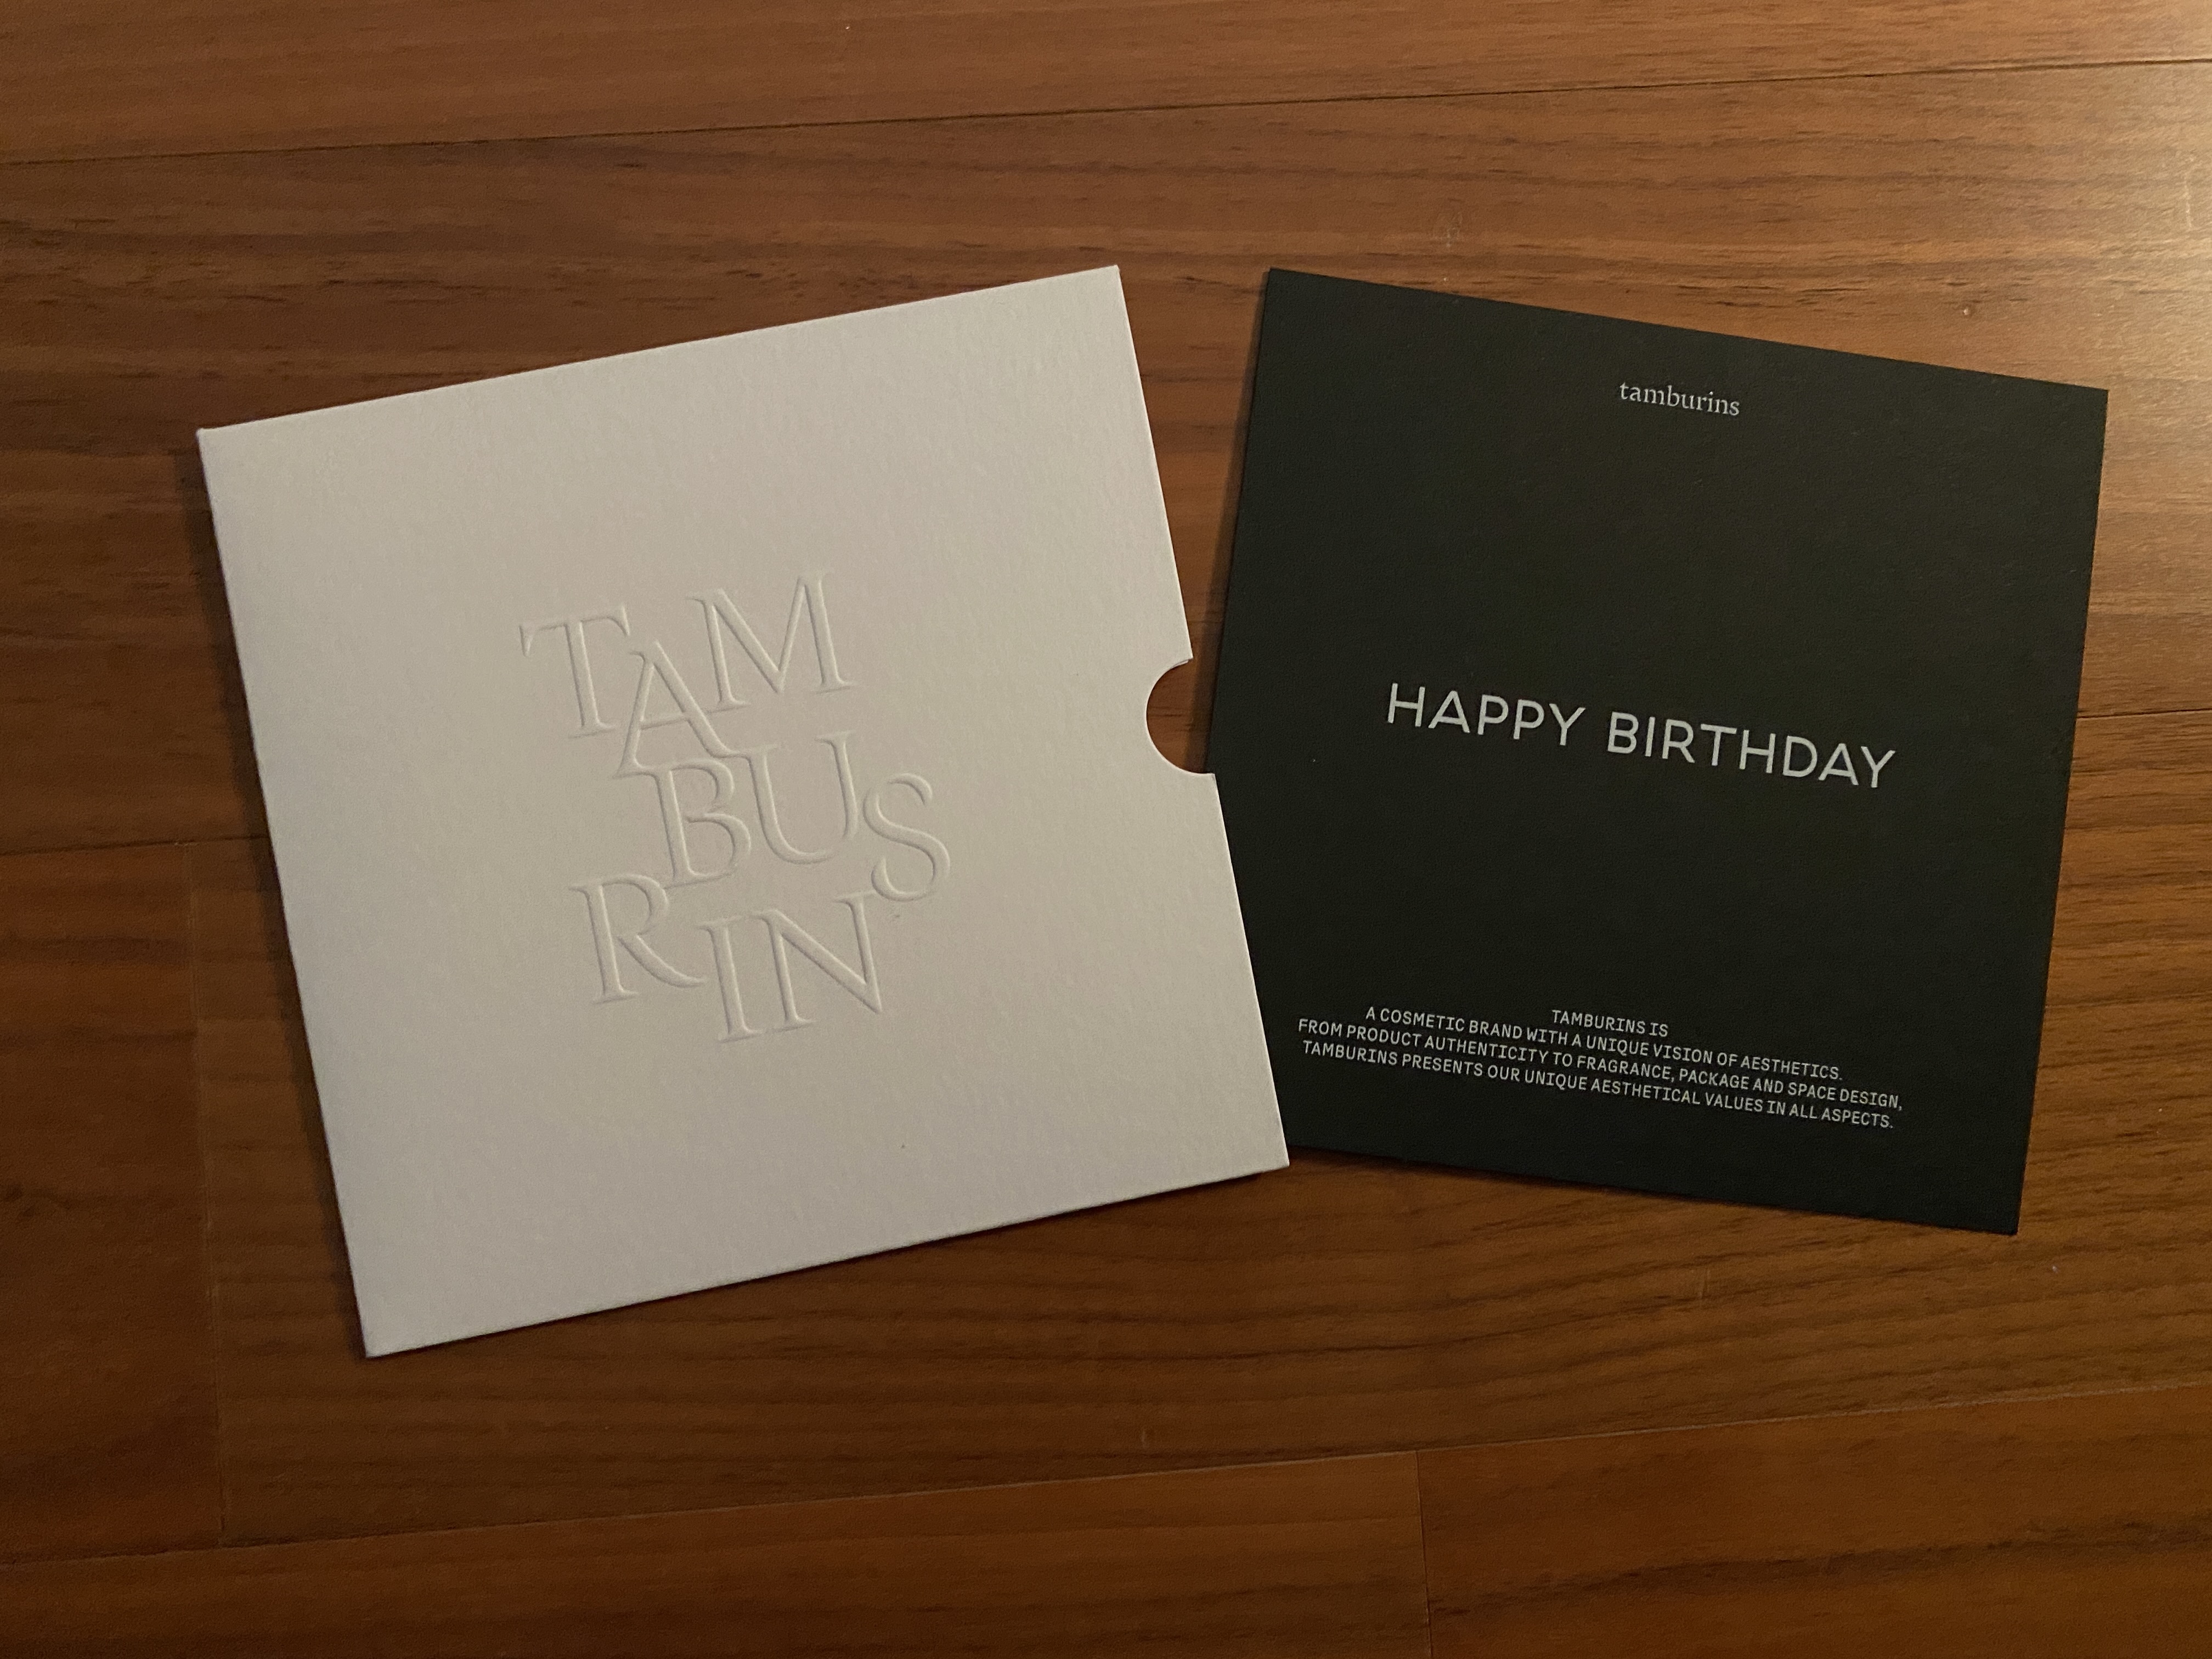 TAM
BUS
RIN
tamburins
HAPPY BIRTHDAY
TAMBURINS IS
A COSMETIC BRAND WITH A UNIQUE VISION OF AESTHETICS.
FROM PRODUCT AUTHENTICITY TO FRAGRANCE, PACKAGE AND SPACE DESIGN,
TAMBURINS PRESENTS OUR UNIQUE AESTHETICAL VALUES IN ALL ASPECTS.